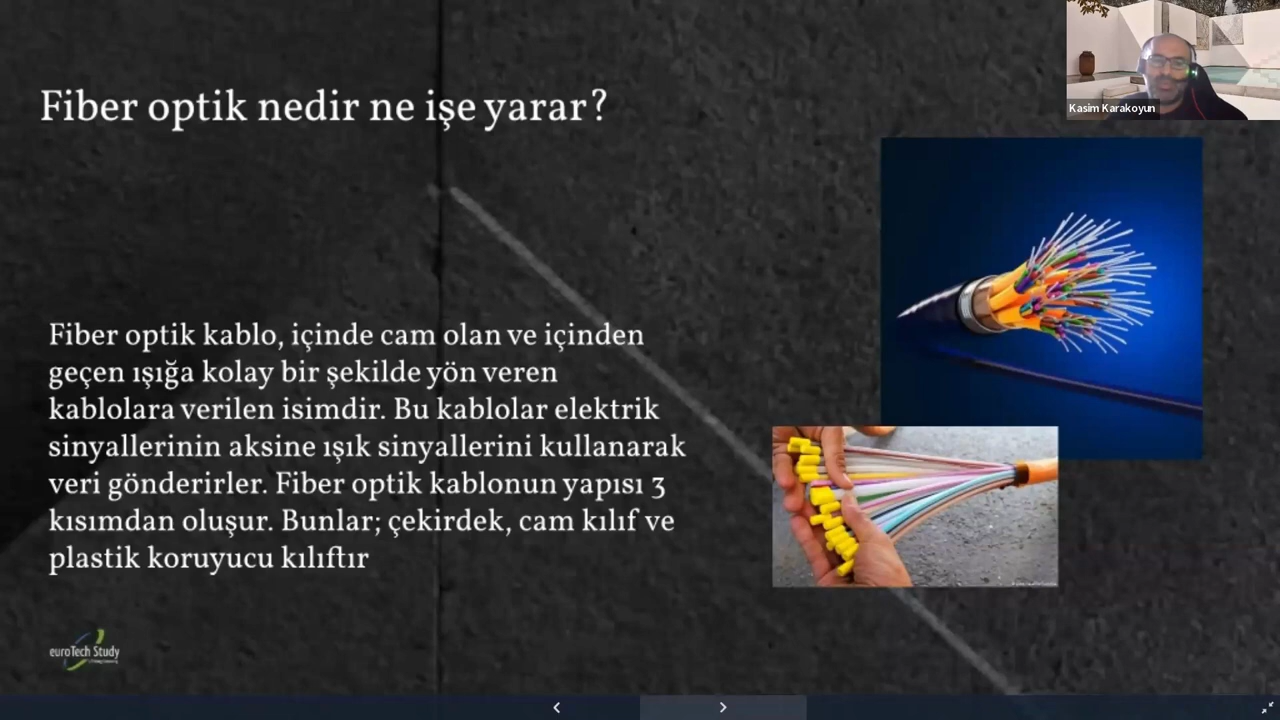 Fiber optik nedir ne işe yarar?
Kasim Karakoyun
Fiber optik kablo, içinde cam olan ve içinden
geçen ışığa kolay bir şekilde yön veren
kablolara verilen isimdir. Bu kablolar elektrik
sinyallerinin aksine ışık sinyallerini kullanarak
veri gönderirler. Fiber optik kablonun yapısı 3
kısımdan oluşur. Bunlar; çekirdek, cam kılıf ve
plastik koruyucu kılıftır
euroTech Study